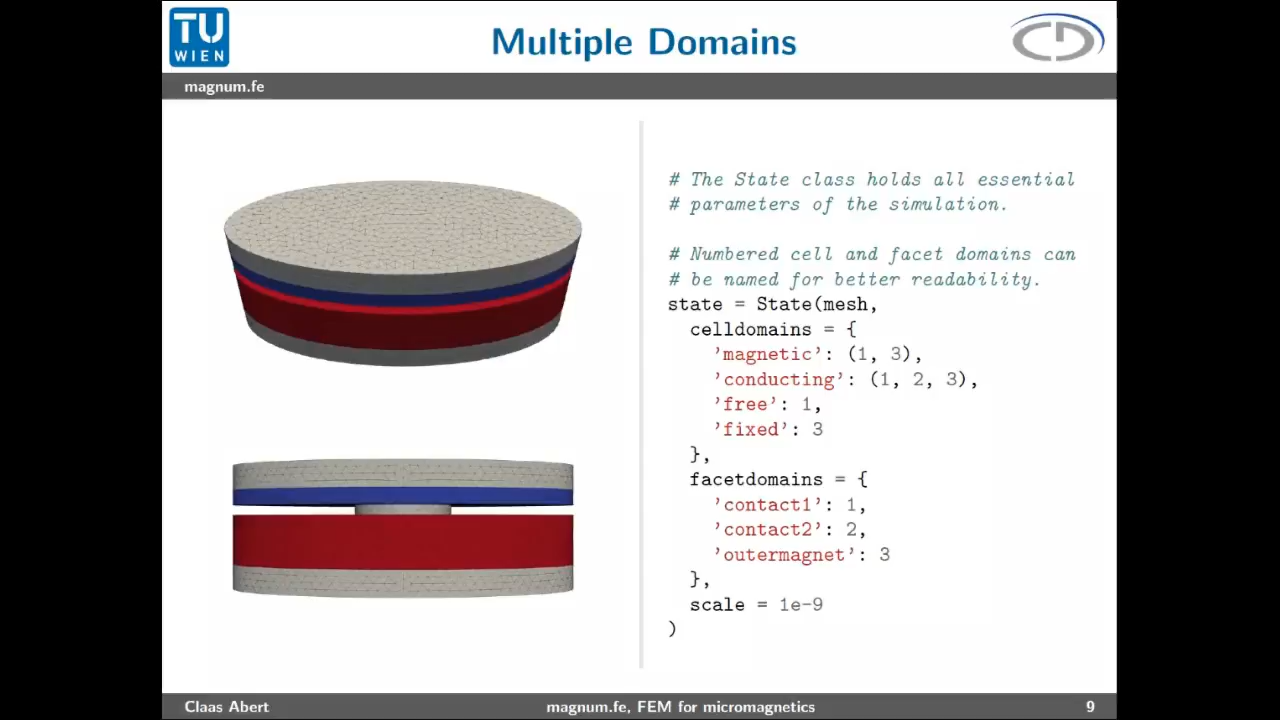 TU
WIEN
Multiple Domains
magnum.fe
# The State class holds all essential
# parameters of the simulation.
# Numbered cell and facet domains can
# be named for better readability.
state = State(mesh,
celldomains = {
'magnetic': (1, 3),
'conducting': (1, 2, 3),
'free': 1,
'fixed': 3
},
facetdomains = {
'contact1': 1,
'contact2': 2,
'outermagnet': 3
},
scale = 1e-9
)
Claas Abert
magnum.fe, FEM for micromagnetics
9